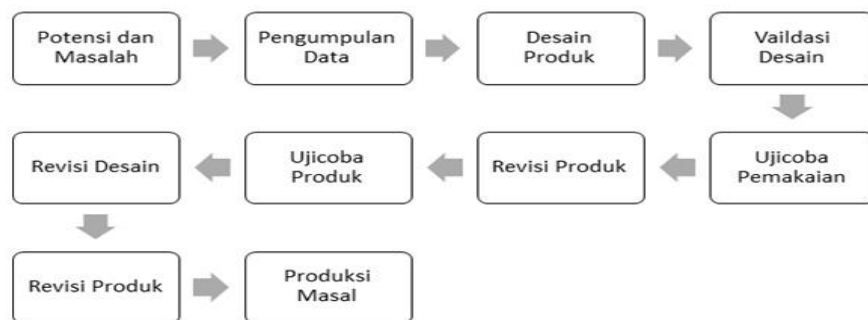 Potensi dan
Masalah
Pengumpulan
Data
Desain
Produk
Vaildasi
Desain
Ujicoba
Pemakaian
Revisi Produk
Ujicoba
Produk
Revisi Desain
Revisi Produk
Produksi
Masal